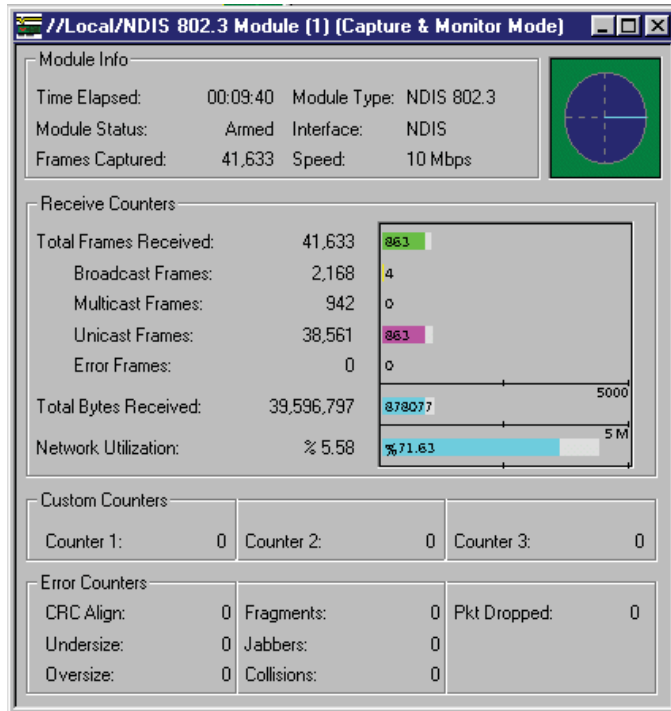 //Local/NDIS 802.3 Module (1) (Capture & Monitor Mode)
Module Info
Time Elapsed: 00:09:40 Module Type: NDIS 802.3
Module Status: Armed Interface: NDIS
Frames Captured: 41,633 Speed: 10 Mbps
Receive Counters
Total Frames Received: 41,633 863
Broadcast Frames: 2,168 4
Multicast Frames: 942 0
Unicast Frames: 38,561 863
Error Frames: 0 0
5000
Total Bytes Received: 39,596,797 878077
5 M
Network Utilization: % 5.58 %71.63
Custom Counters
Counter 1: 0 Counter 2: 0 Counter 3: 0
Error Counters
CRC Align: 0 Fragments: 0 Pkt Dropped: 0
Undersize: 0 Jabbers: 0
Oversize: 0 Collisions: 0